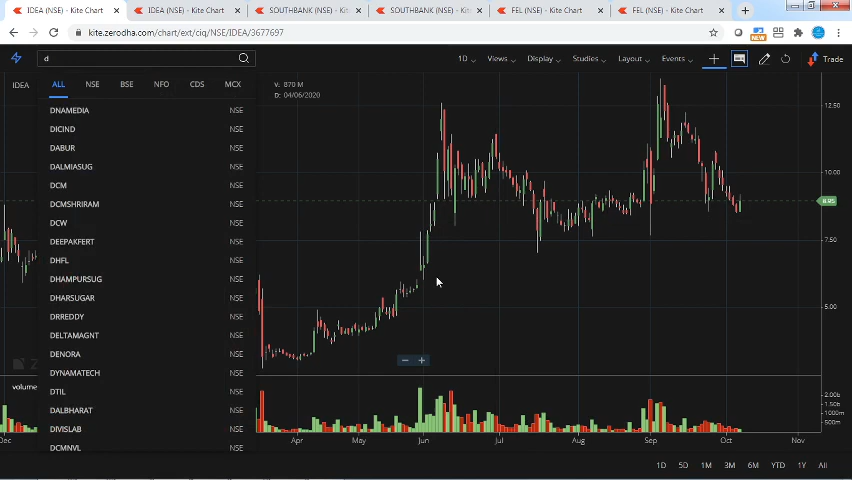 IDEA (NSE) - Kite Chart
IDEA (NSE) - Kite Chart
SOUTHBANK (NSE) - Kite
SOUTHBANK (NSE) - Kite
FEL (NSE) - Kite Chart
FEL (NSE) - Kite Chart
kite.zerodha.com/chart/ext/ciq/NSE/IDEA/3677697
NEW
d
1D
Views
Display
Studies
Layout
Events
Trade
IDEA
ALL
NSE
BSE
NFO
CDS
MCX
V: 870 M
D: 04/06/2020
DNAMEDIA NSE
DICIND NSE
DABUR NSE
DALMIASUG NSE
DCM NSE
DCMSHRIRAM NSE
DCW NSE
DEEPAKFERT NSE
DHFL NSE
DHAMPURSUG NSE
DHARSUGAR NSE
DRREDDY NSE
DELTAMAGNT NSE
DENORA NSE
DYNAMATECH NSE
DTIL NSE
DALBHARAT NSE
DIVISLAB NSE
DCMNVL NSE
12.50
10.00
8.95
7.50
5.00
volume
2.00b
1.50b
1000m
500m
Dec
Apr
May
Jun
Jul
Aug
Sep
Oct
Nov
1D
5D
1M
3M
6M
YTD
1Y
All